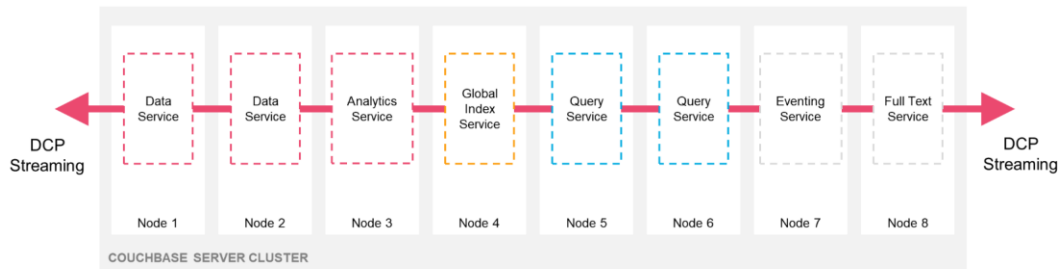 Data
Service
Data
Service
Analytics
Service
Global
Index
Service
Query
Service
Query
Service
Eventing
Service
Full Text
Service
DCP
Streaming
DCP
Streaming
Node 1
Node 2
Node 3
Node 4
Node 5
Node 6
Node 7
Node 8
COUCHBASE SERVER CLUSTER